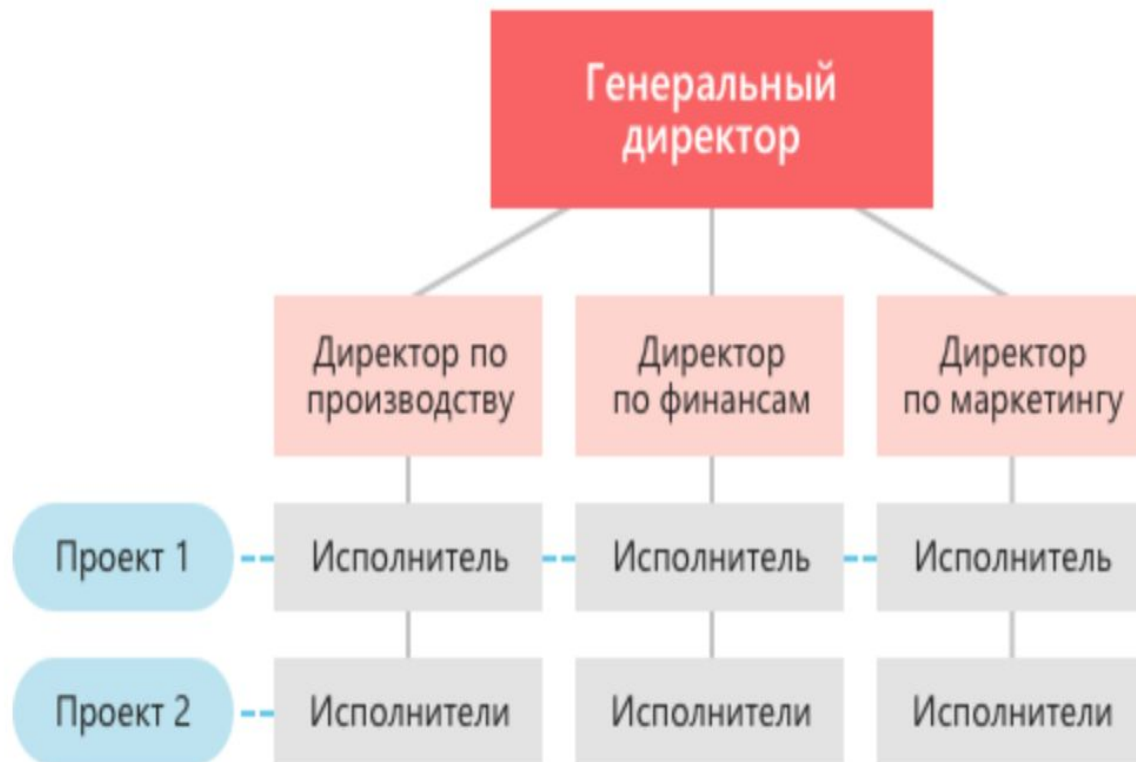 Генеральный
директор
Директор по
производству
Директор
по финансам
Директор
по маркетингу
Проект 1
Исполнитель
Исполнитель
Исполнитель
Проект 2
Исполнители
Исполнители
Исполнители